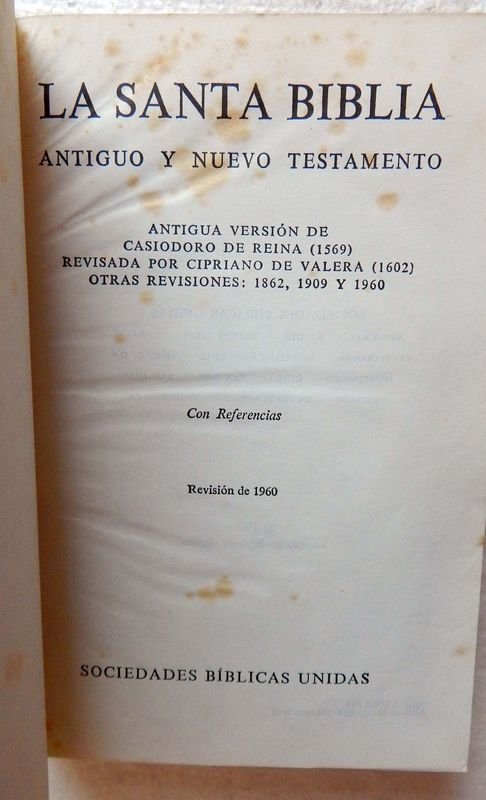 LA SANTA BIBLIA
ANTIGUO Y NUEVO TESTAMENTO
ANTIGUA VERSIÓN DE
CASIODORO DE REINA (1569)
REVISADA POR CIPRIANO DE VALERA (1602)
OTRAS REVISIONES: 1862, 1909 Y 1960
Con Referencias
Revisión de 1960
SOCIEDADES BÍBLICAS UNIDAS